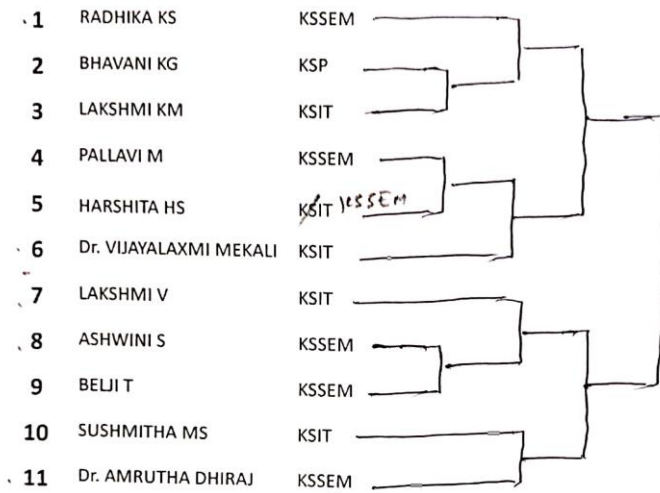 1 RADHIKA KS KSSEM
2 BHAVANI KG KSP
3 LAKSHMI KM KSIT
4 PALLAVI M KSSEM
5 HARSHITA HS KSIT KSSEM
6 Dr. VIJAYALAXMI MEKALI KSIT
7 LAKSHMI V KSIT
8 ASHWINI S KSSEM
9 BELJI T KSSEM
10 SUSHMITHA MS KSIT
11 Dr. AMRUTHA DHIRAJ KSSEM